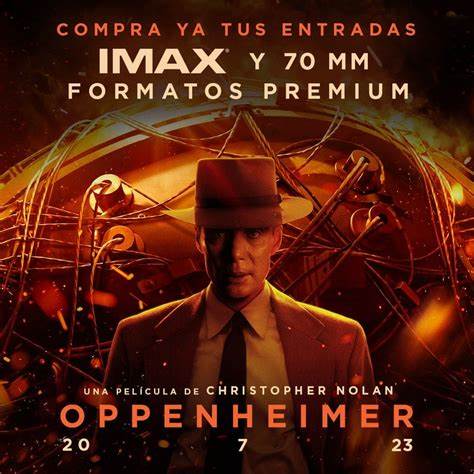 COMPRA YA TUS ENTRADAS
IMAX® Y 70 MM
FORMATOS PREMIUM
UNA PELÍCULA DE CHRISTOPHER NOLAN
OPPENHEIMER
20 7 23